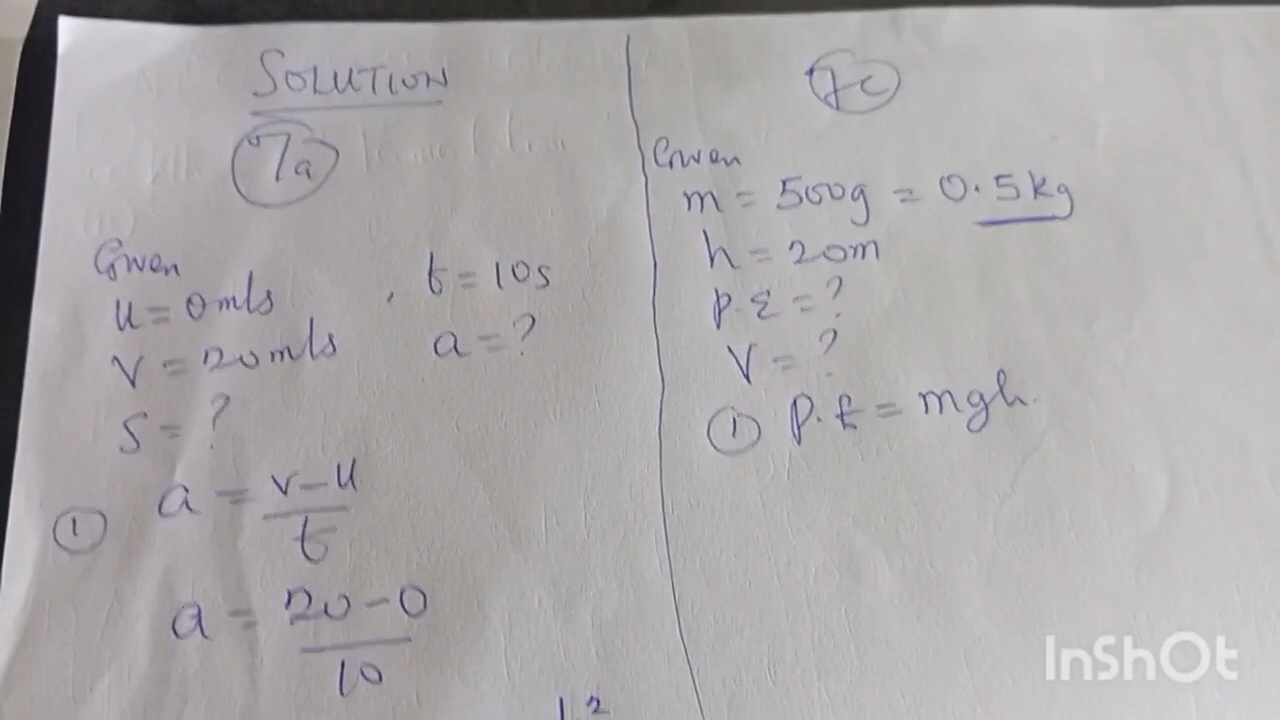 SOLUTION
7a
Given
u = 0m/s , t = 10s
v = 20m/s a = ?
s = ?
① a = v-u
t
a = 20-0
10
7c
Given
m = 500g = 0.5kg
h = 20m
P.E = ?
V = ?
① P.E = mgh.
InShOt